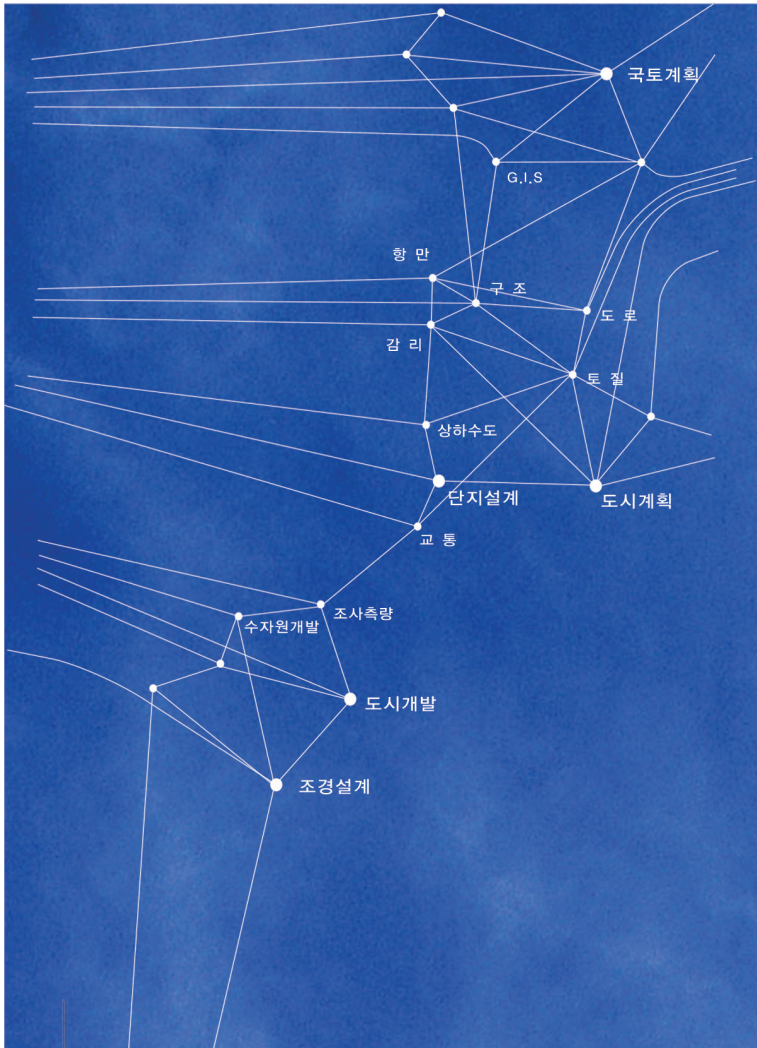 국토계획
G.I.S
항 만
구 조
도 로
감 리
토 질
상하수도
단지설계
도시계획
교 통
조사측량
수자원개발
도시개발
조경설계